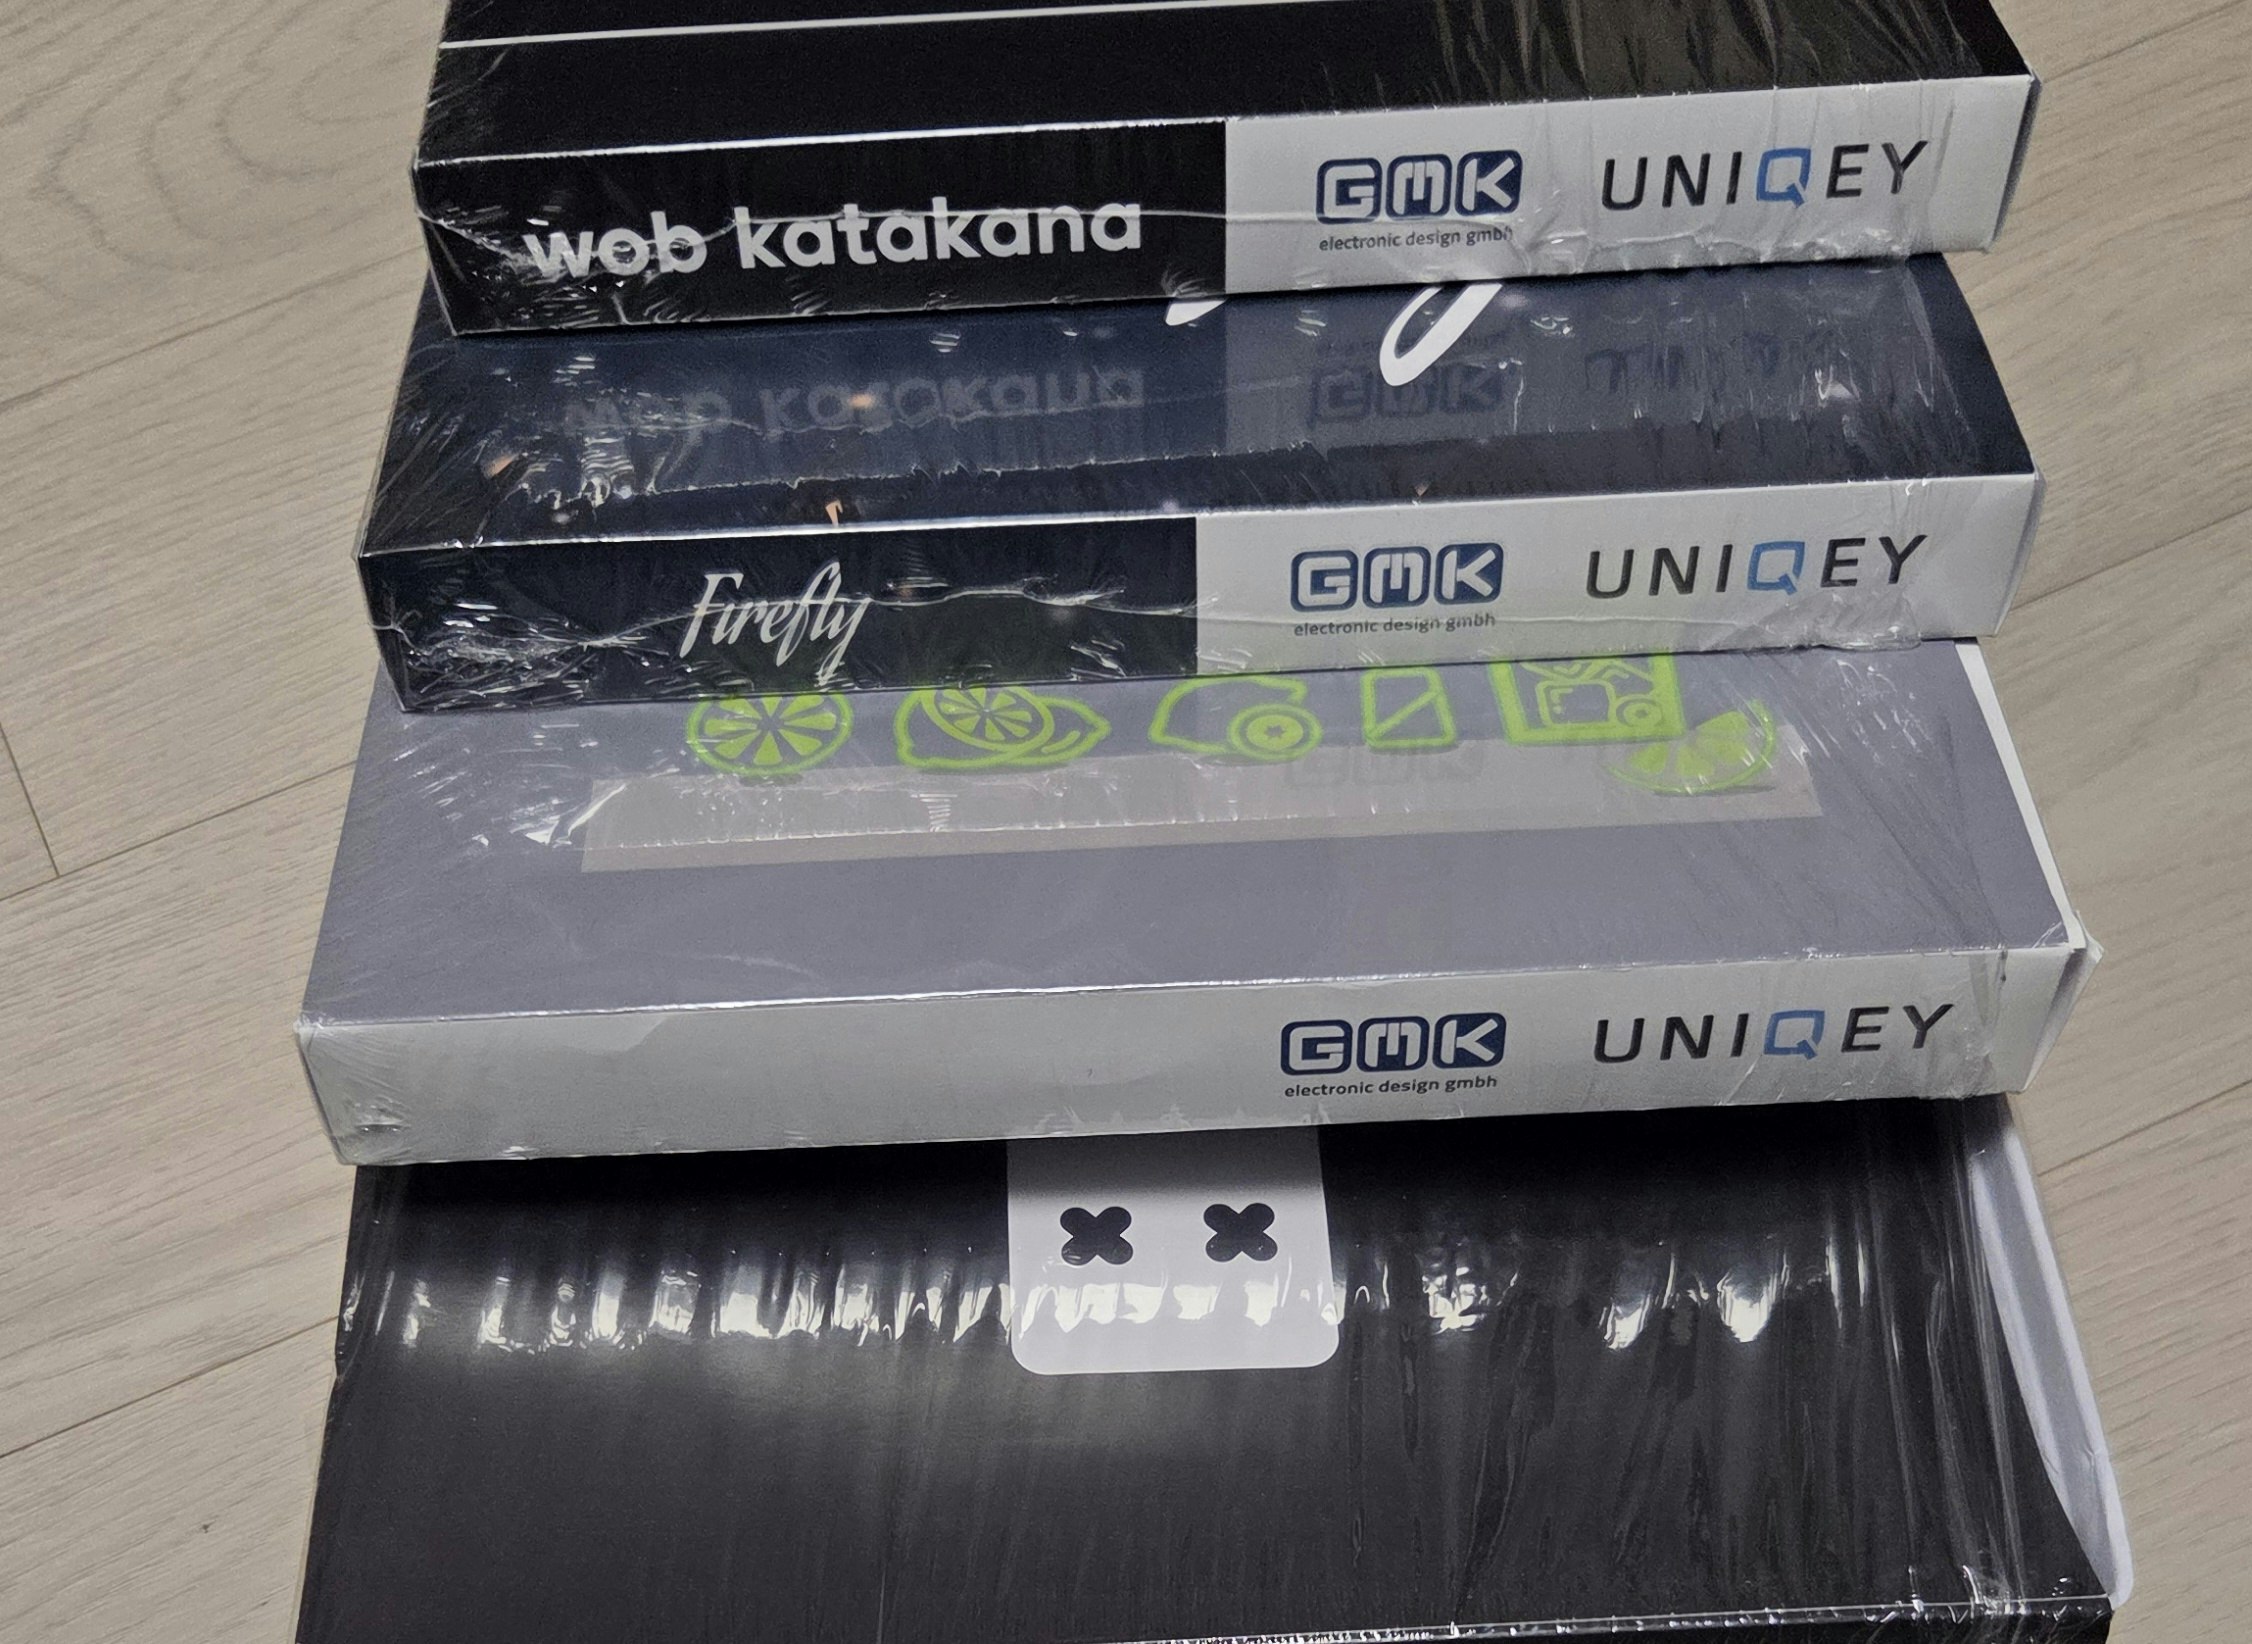 wob katakana
GMK UNIQEY
electronic design gmbh
Firefly
GMK UNIQEY
electronic design gmbh
GMK UNIQEY
electronic design gmbh